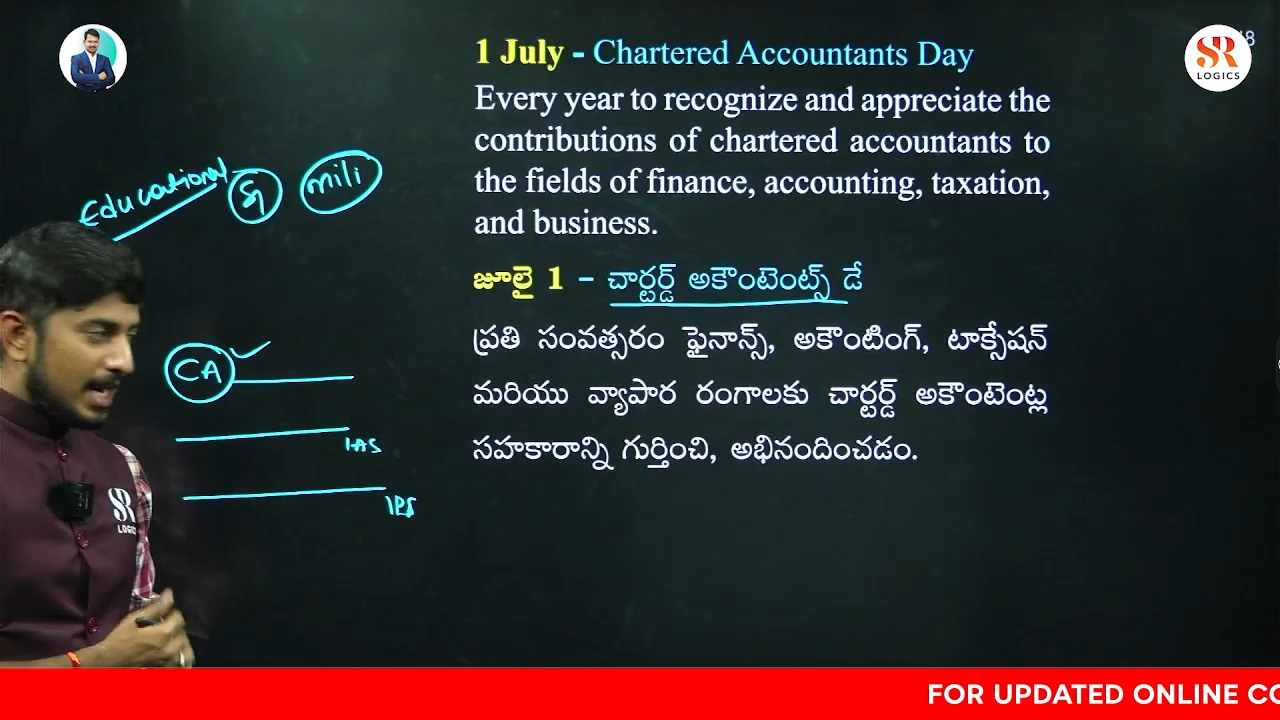 1 July - Chartered Accountants Day
Every year to recognize and appreciate the
contributions of chartered accountants to
the fields of finance, accounting, taxation,
and business.
జూలై 1 - చార్టర్డ్ అకౌంటెంట్స్ డే
ప్రతి సంవత్సరం ఫైనాన్స్, అకౌంటింగ్, టాక్సేషన్
మరియు వ్యాపార రంగాలకు చార్టర్డ్ అకౌంటెంట్ల
సహకారాన్ని గుర్తించి, అభినందించడం.
Educational
mili
CA
IAS
IPS
SR
LOGICS
SR
LOGI
FOR UPDATED ONLINE CO